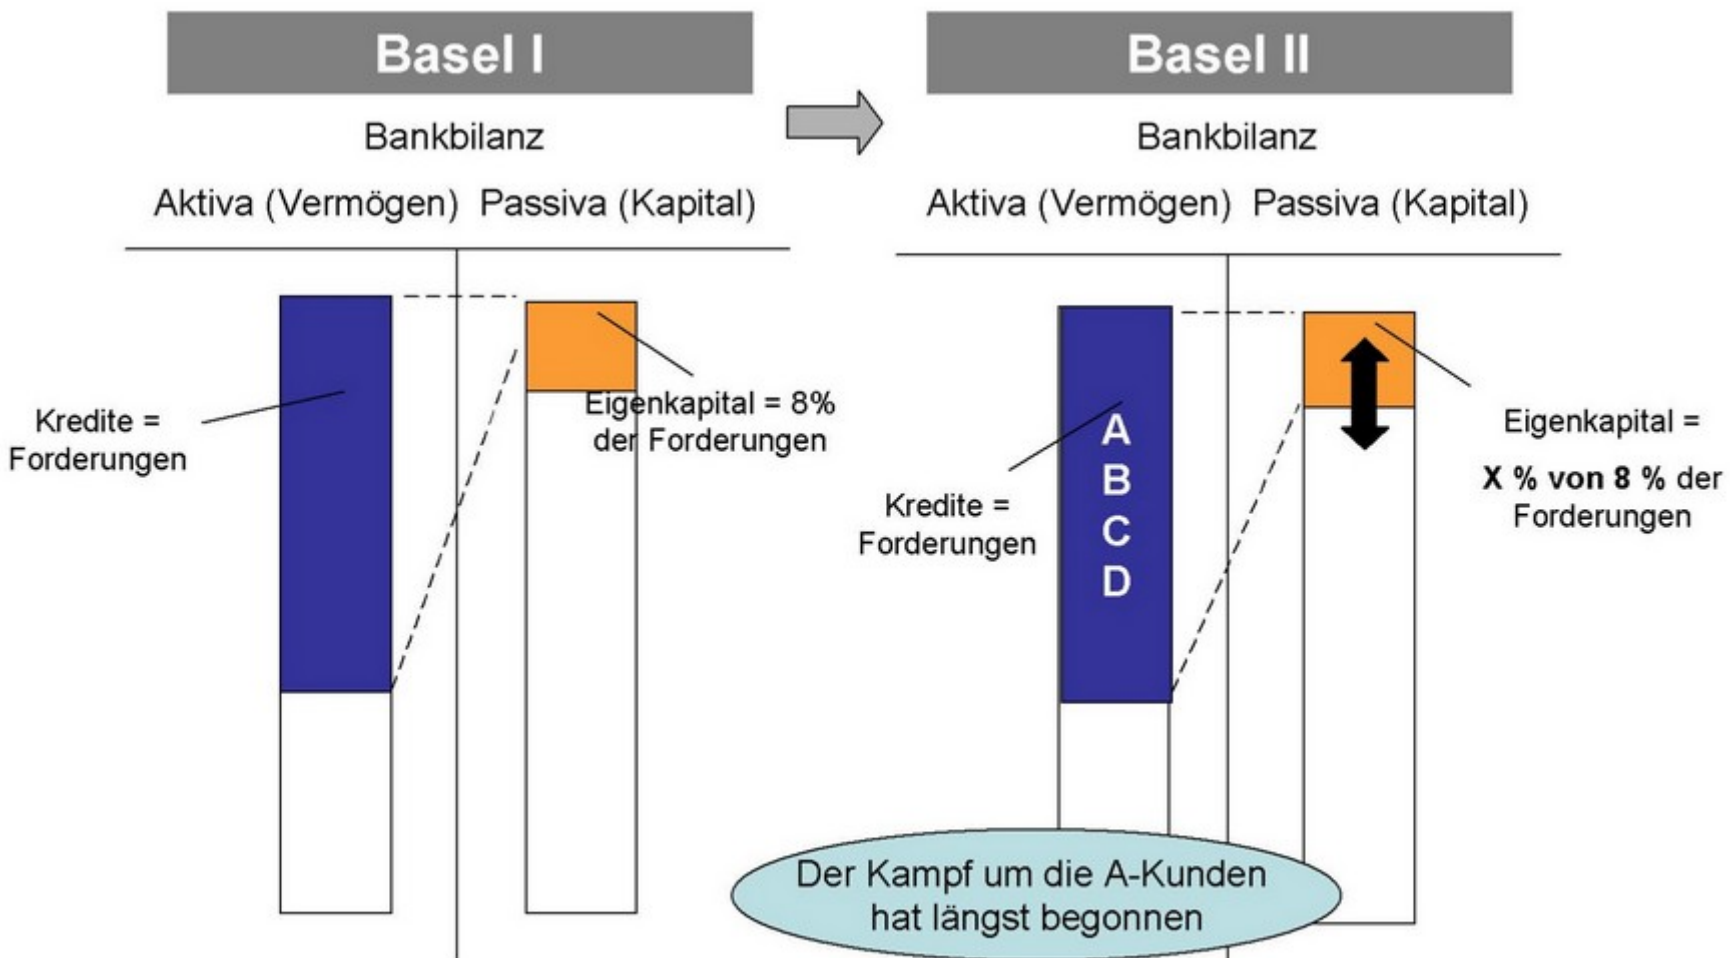 Basel I
Bankbilanz
Aktiva (Vermögen)
Passiva (Kapital)
Kredite =
Forderungen
Eigenkapital = 8%
der Forderungen
Basel II
Bankbilanz
Aktiva (Vermögen)
Passiva (Kapital)
Kredite =
Forderungen
A
B
C
D
Eigenkapital =
X % von 8 % der
Forderungen
Der Kampf um die A-Kunden
hat längst begonnen